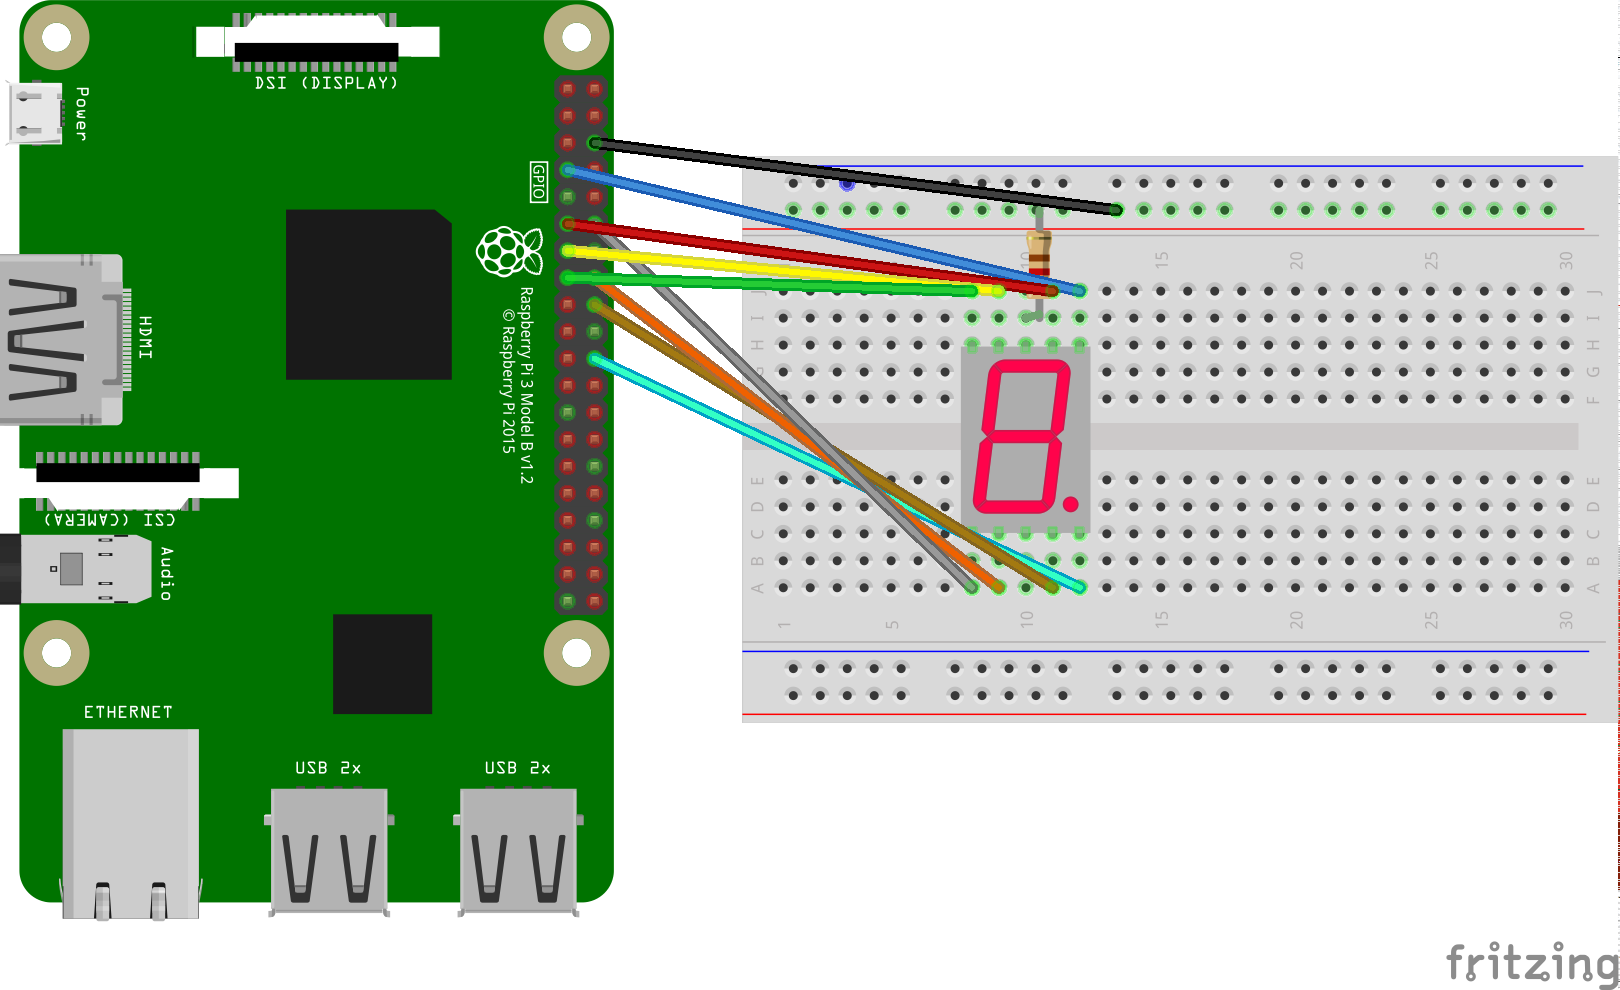 DSI (DISPLAY)
Power
GPIO
HDMI
Raspberry Pi 3 Model B v1.2
© Raspberry Pi 2015
CSI (CAMERA)
Audio
ETHERNET
USB 2x
USB 2x
10 15 20 25 30
J J
I I
H H
G G
F F
E E
D D
C C
B B
A A
1 5 10 15 20 25 30
fritzing